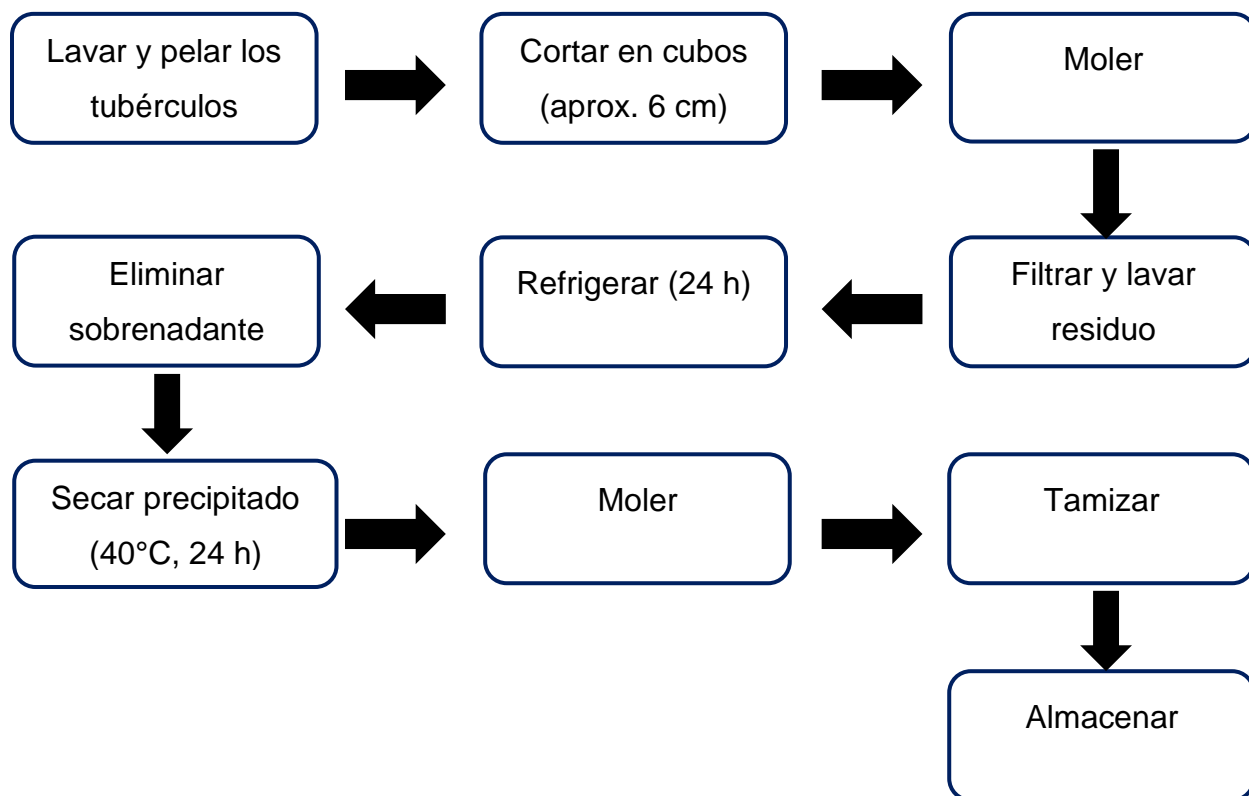 Lavar y pelar los
tubérculos
Cortar en cubos
(aprox. 6 cm)
Moler
Filtrar y lavar
residuo
Refrigerar (24 h)
Eliminar
sobrenadante
Secar precipitado
(40°C, 24 h)
Moler
Tamizar
Almacenar